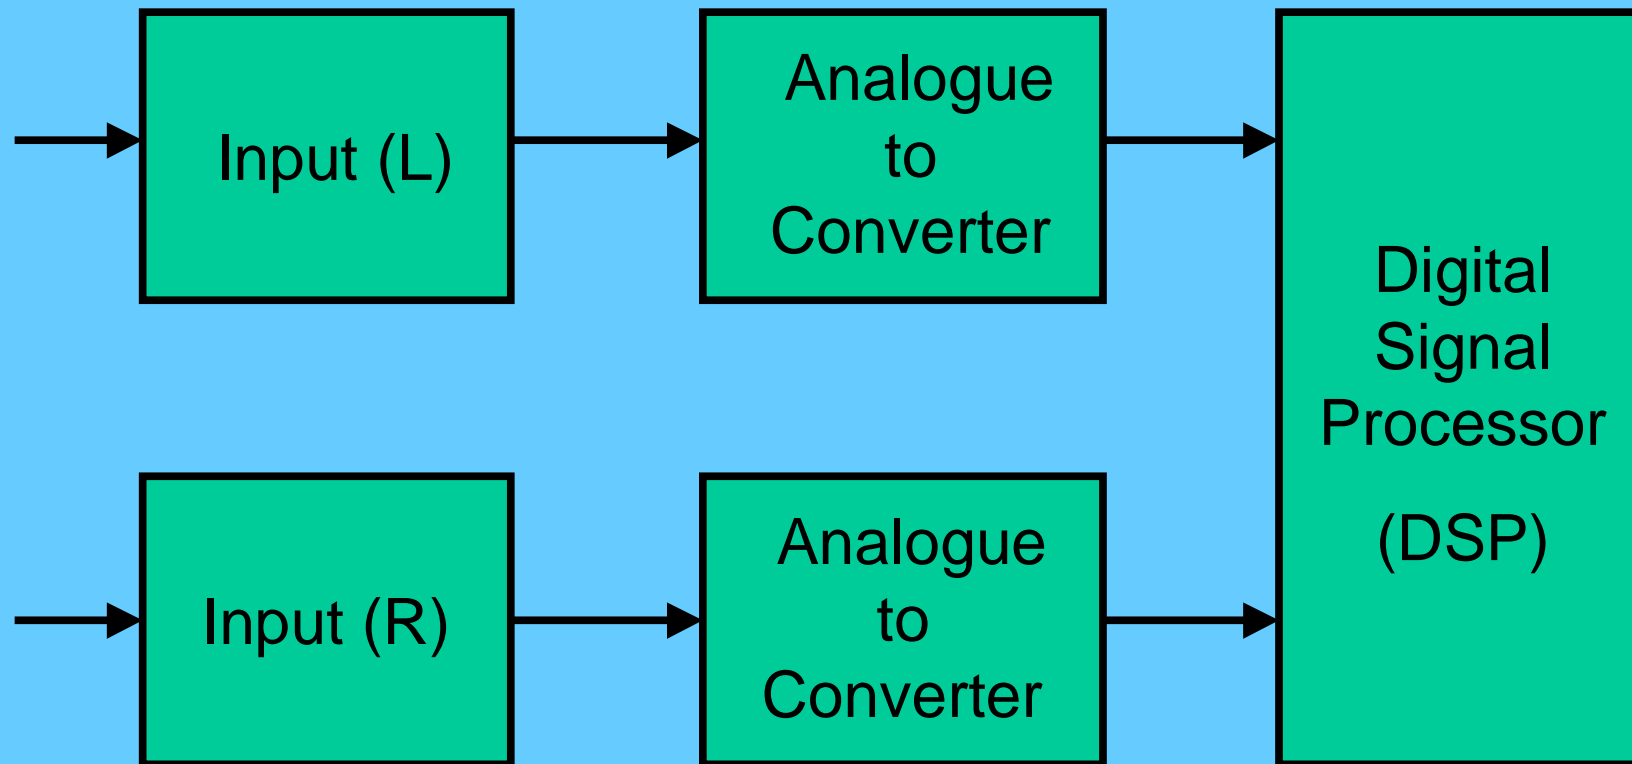 Input (L)
Analogue
to
Converter
Digital
Signal
Processor
(DSP)
Input (R)
Analogue
to
Converter